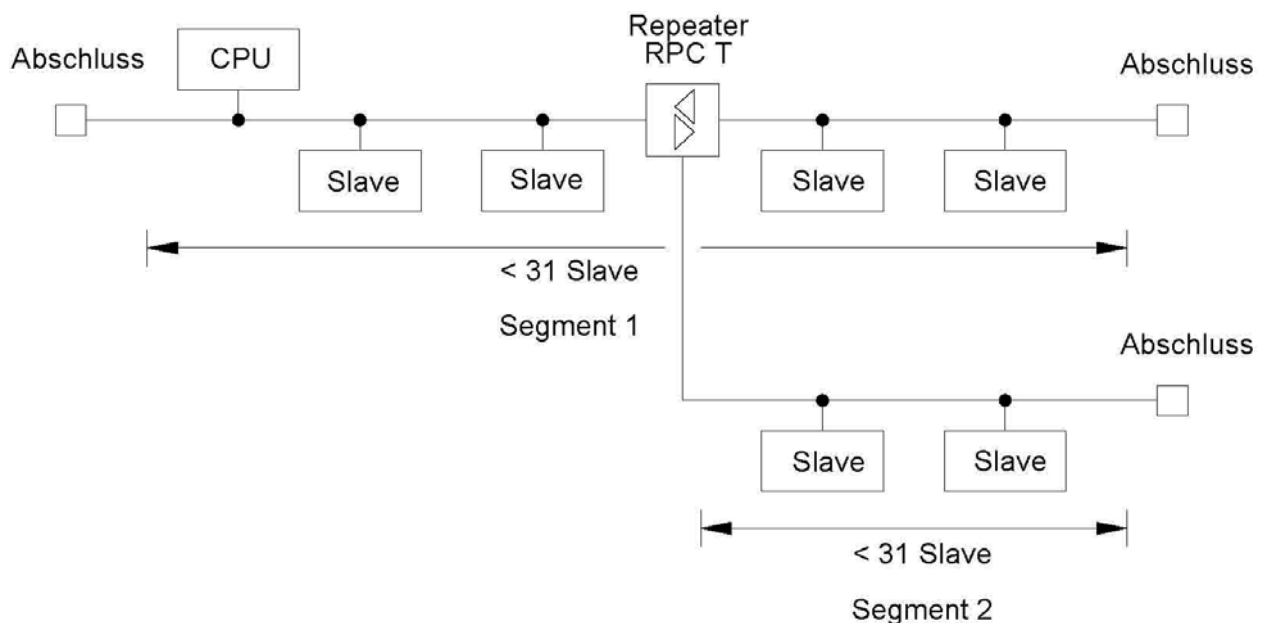 Repeater
RPC T
Abschluss
CPU
Abschluss
Slave
Slave
Slave
Slave
< 31 Slave
Segment 1
Abschluss
Slave
Slave
< 31 Slave
Segment 2